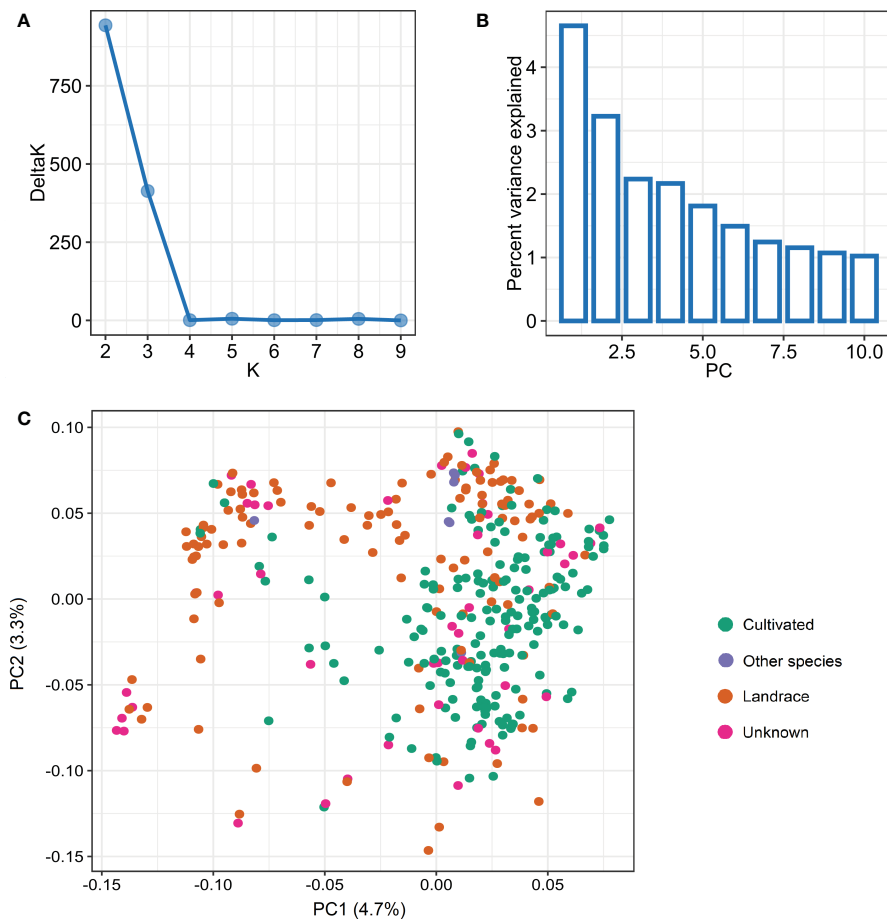 A
DeltaK
750
500
250
0
2 3 4 5 6 7 8 9
K
B
Percent variance explained
4
3
2
1
0
2.5 5.0 7.5 10.0
PC
C
PC2 (3.3%)
0.10
0.05
0.00
-0.05
-0.10
-0.15
-0.15 -0.10 -0.05 0.00 0.05
PC1 (4.7%)
Cultivated
Other species
Landrace
Unknown